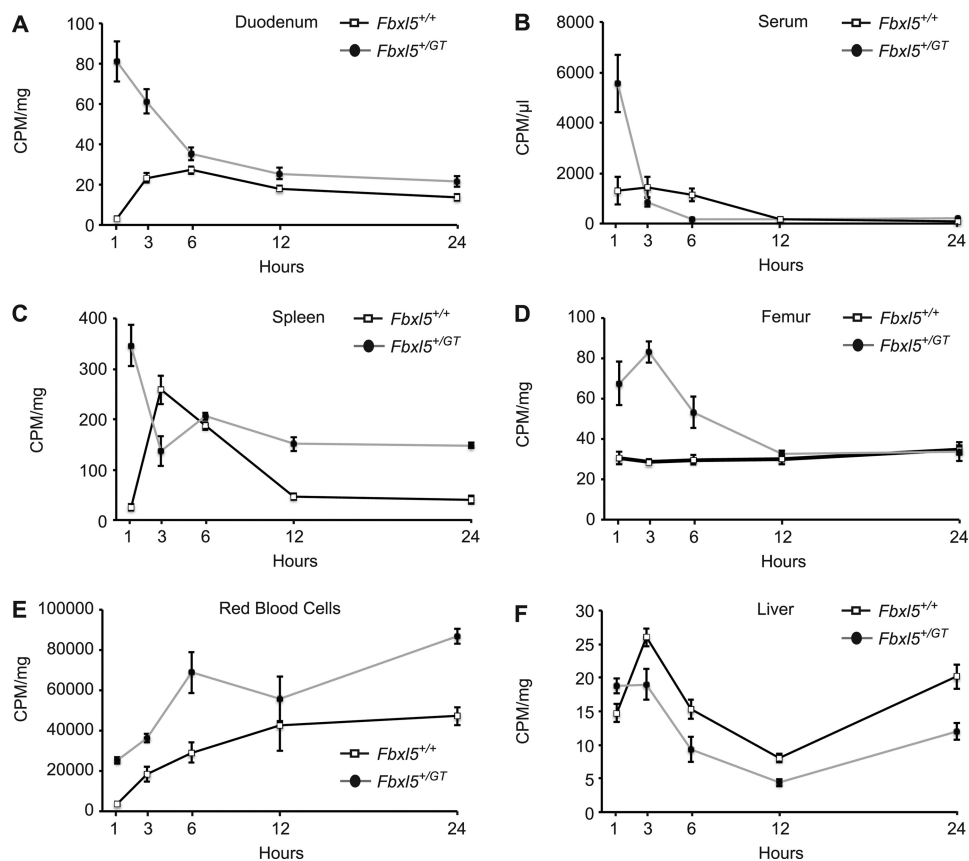 A
Duodenum
Fbxl5+/+
Fbxl5+/GT
CPM/mg
100
80
60
40
20
0
1 3 6 12 24
Hours
B
Serum
Fbxl5+/+
Fbxl5+/GT
CPM/µl
8000
6000
4000
2000
0
1 3 6 12 24
Hours
C
Spleen
Fbxl5+/+
Fbxl5+/GT
CPM/mg
400
300
200
100
0
1 3 6 12 24
Hours
D
Femur
Fbxl5+/+
Fbxl5+/GT
CPM/mg
100
80
60
40
20
0
1 3 6 12 24
Hours
E
Red Blood Cells
CPM/mg
100000
80000
60000
40000
20000
0
Fbxl5+/+
Fbxl5+/GT
1 3 6 12 24
Hours
F
Liver
Fbxl5+/+
Fbxl5+/GT
CPM/mg
30
25
20
15
10
5
0
1 3 6 12 24
Hours